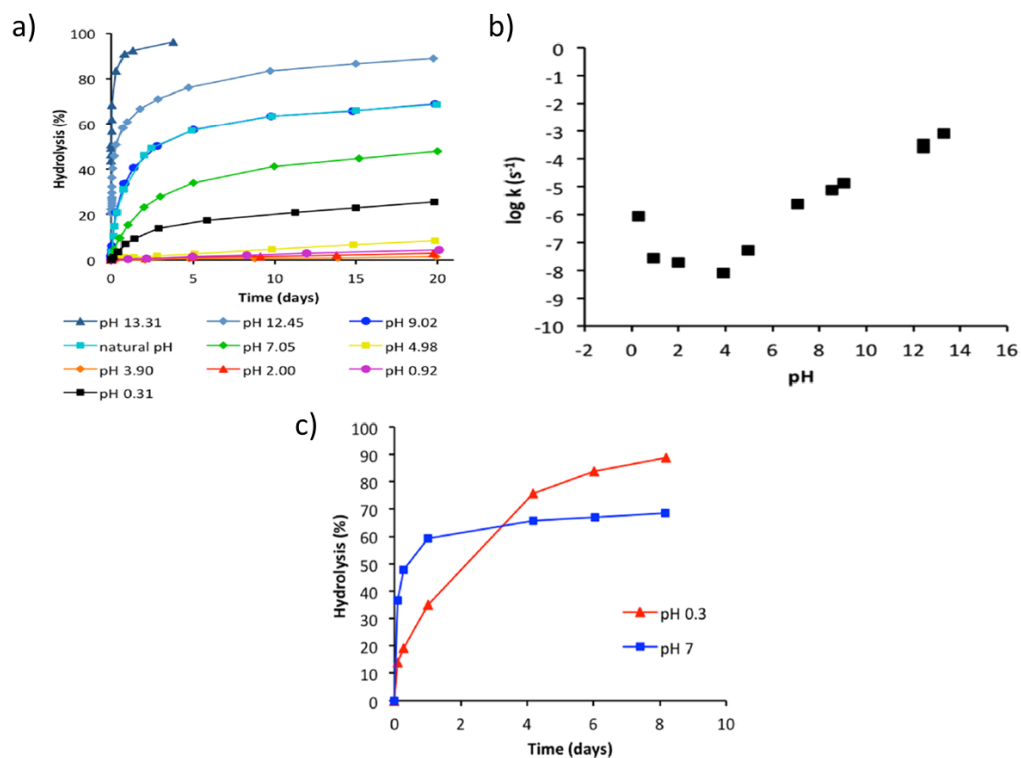 a)
Hydrolysis (%)
100
80
60
40
20
0
0 5 10 15 20
Time (days)
pH 13.31 pH 12.45 pH 9.02
natural pH pH 7.05 pH 4.98
pH 3.90 pH 2.00 pH 0.92
pH 0.31
b)
log k (s⁻¹)
0
-1
-2
-3
-4
-5
-6
-7
-8
-9
-10
-2 0 2 4 6 8 10 12 14 16
pH
c)
Hydrolysis (%)
100
90
80
70
60
50
40
30
20
10
0
pH 0.3
pH 7
0 2 4 6 8 10
Time (days)